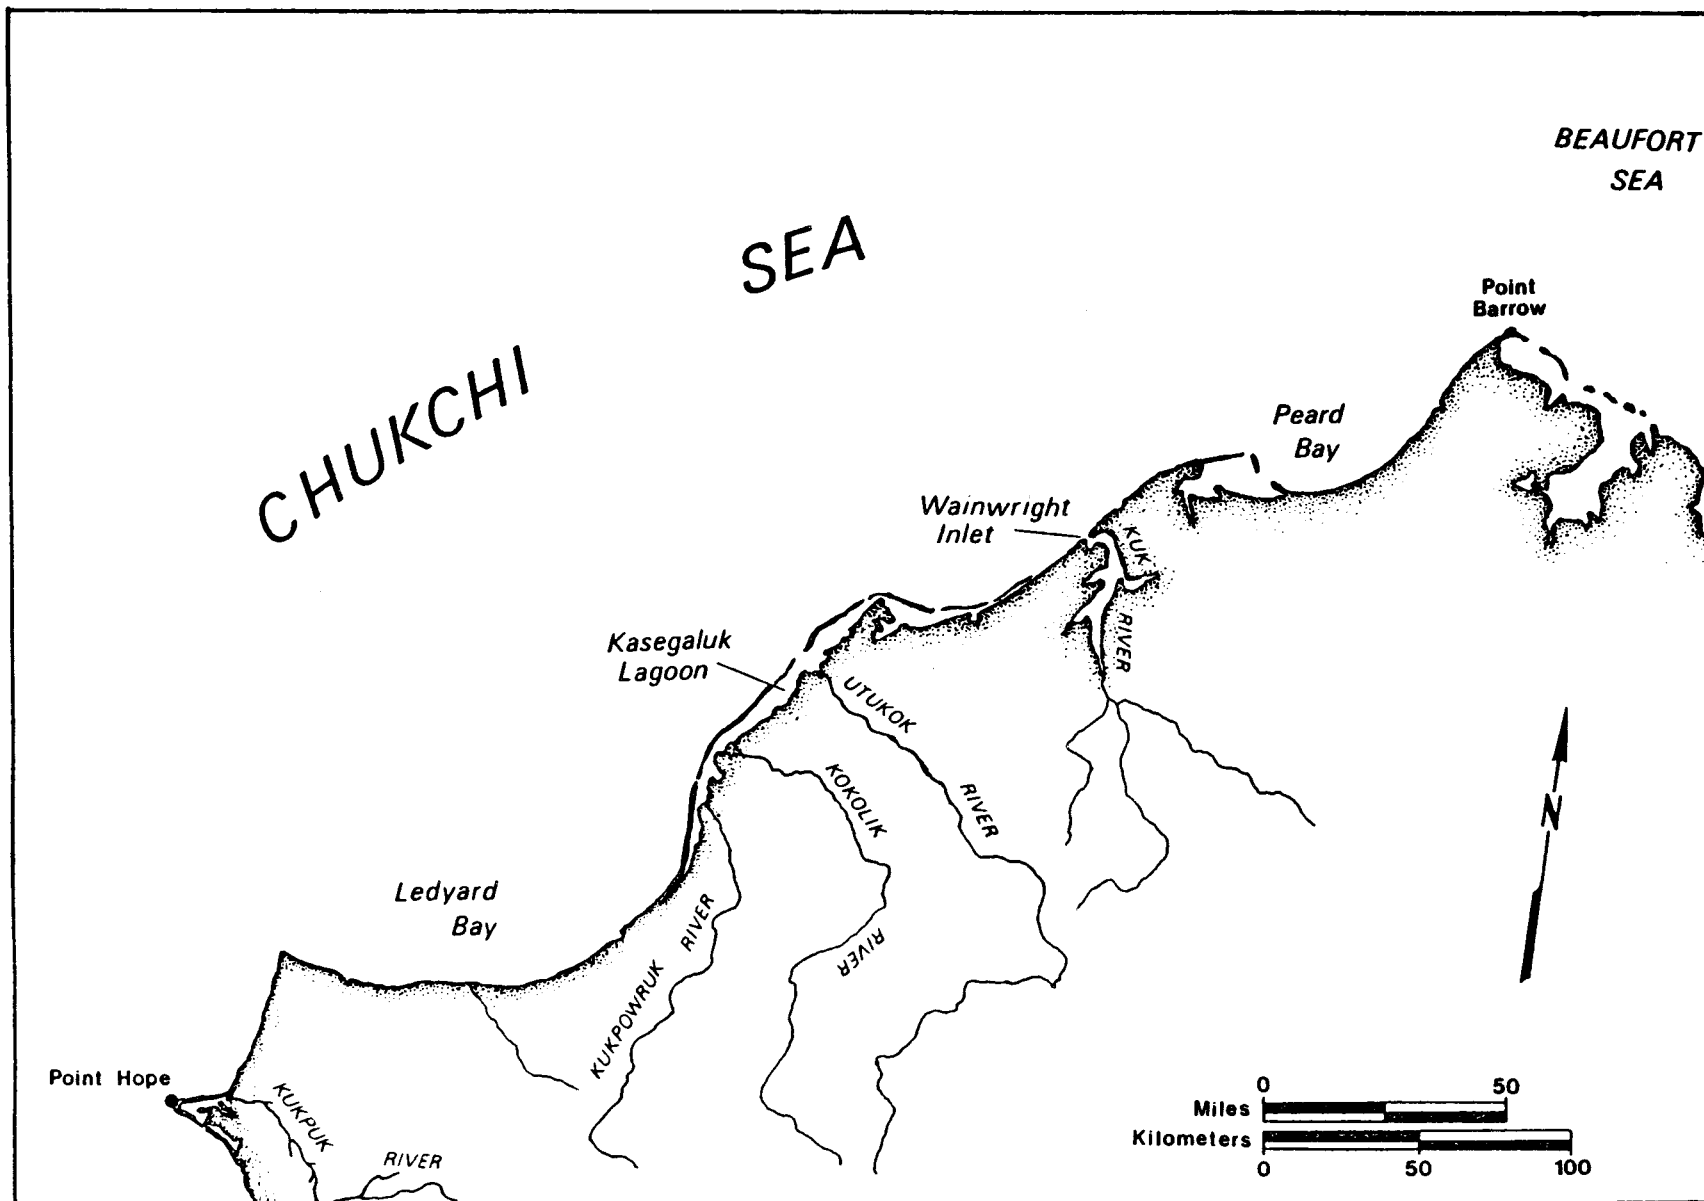 BEAUFORT
SEA
CHUKCHI SEA
Point
Barrow
Peard
Bay
Wainwright
Inlet
KUK RIVER
Kasegaluk
Lagoon
UTUKOK RIVER
KOKOLIK RIVER
Ledyard
Bay
KUKPOWRUK RIVER
N
Point Hope
KUKPUK RIVER
0 50
Miles
Kilometers
0 50 100